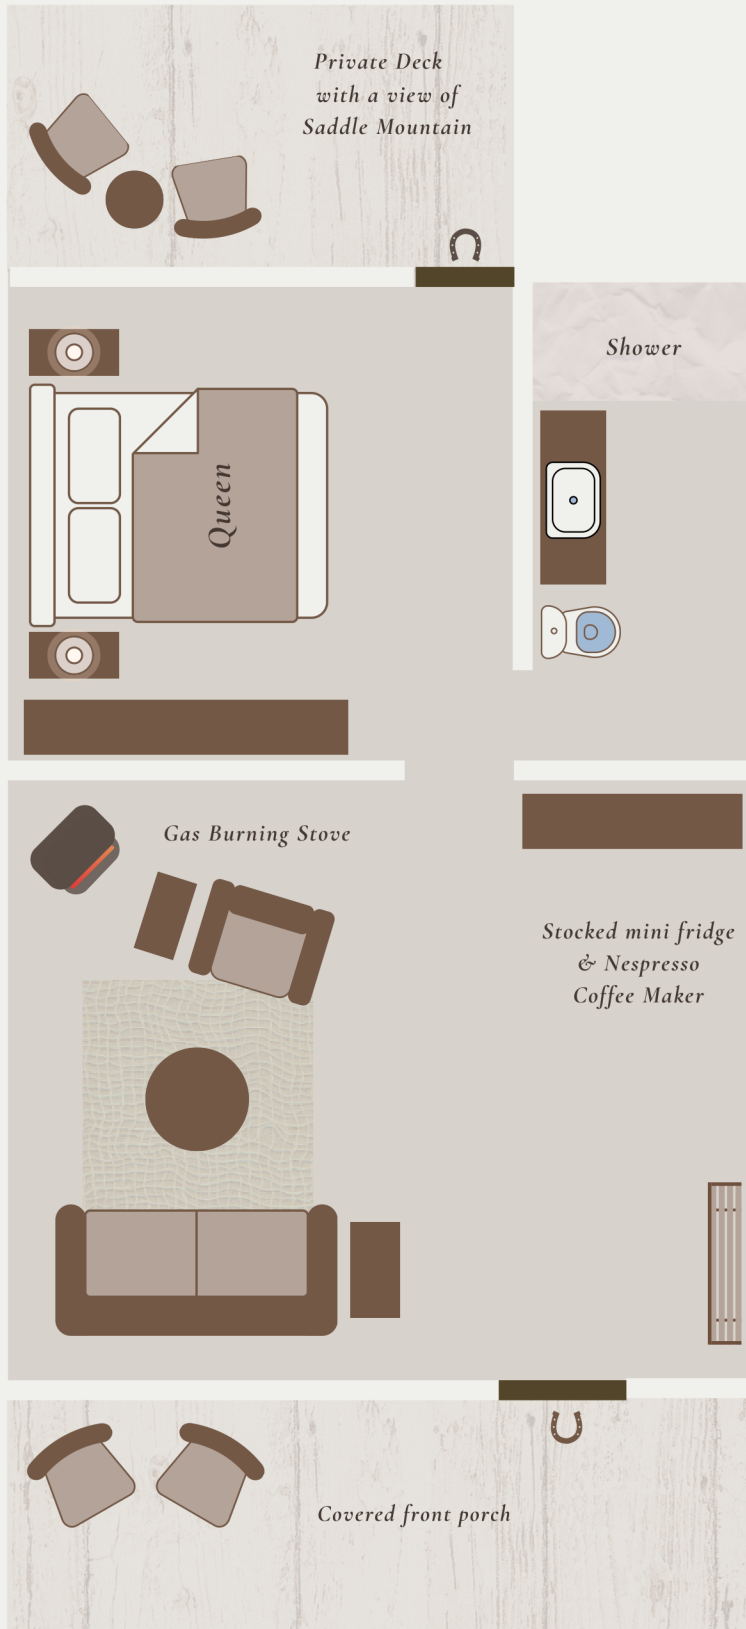 Private Deck
with a view of
Saddle Mountain
Shower
Queen
Gas Burning Stove
Stocked mini fridge
& Nespresso
Coffee Maker
Covered front porch